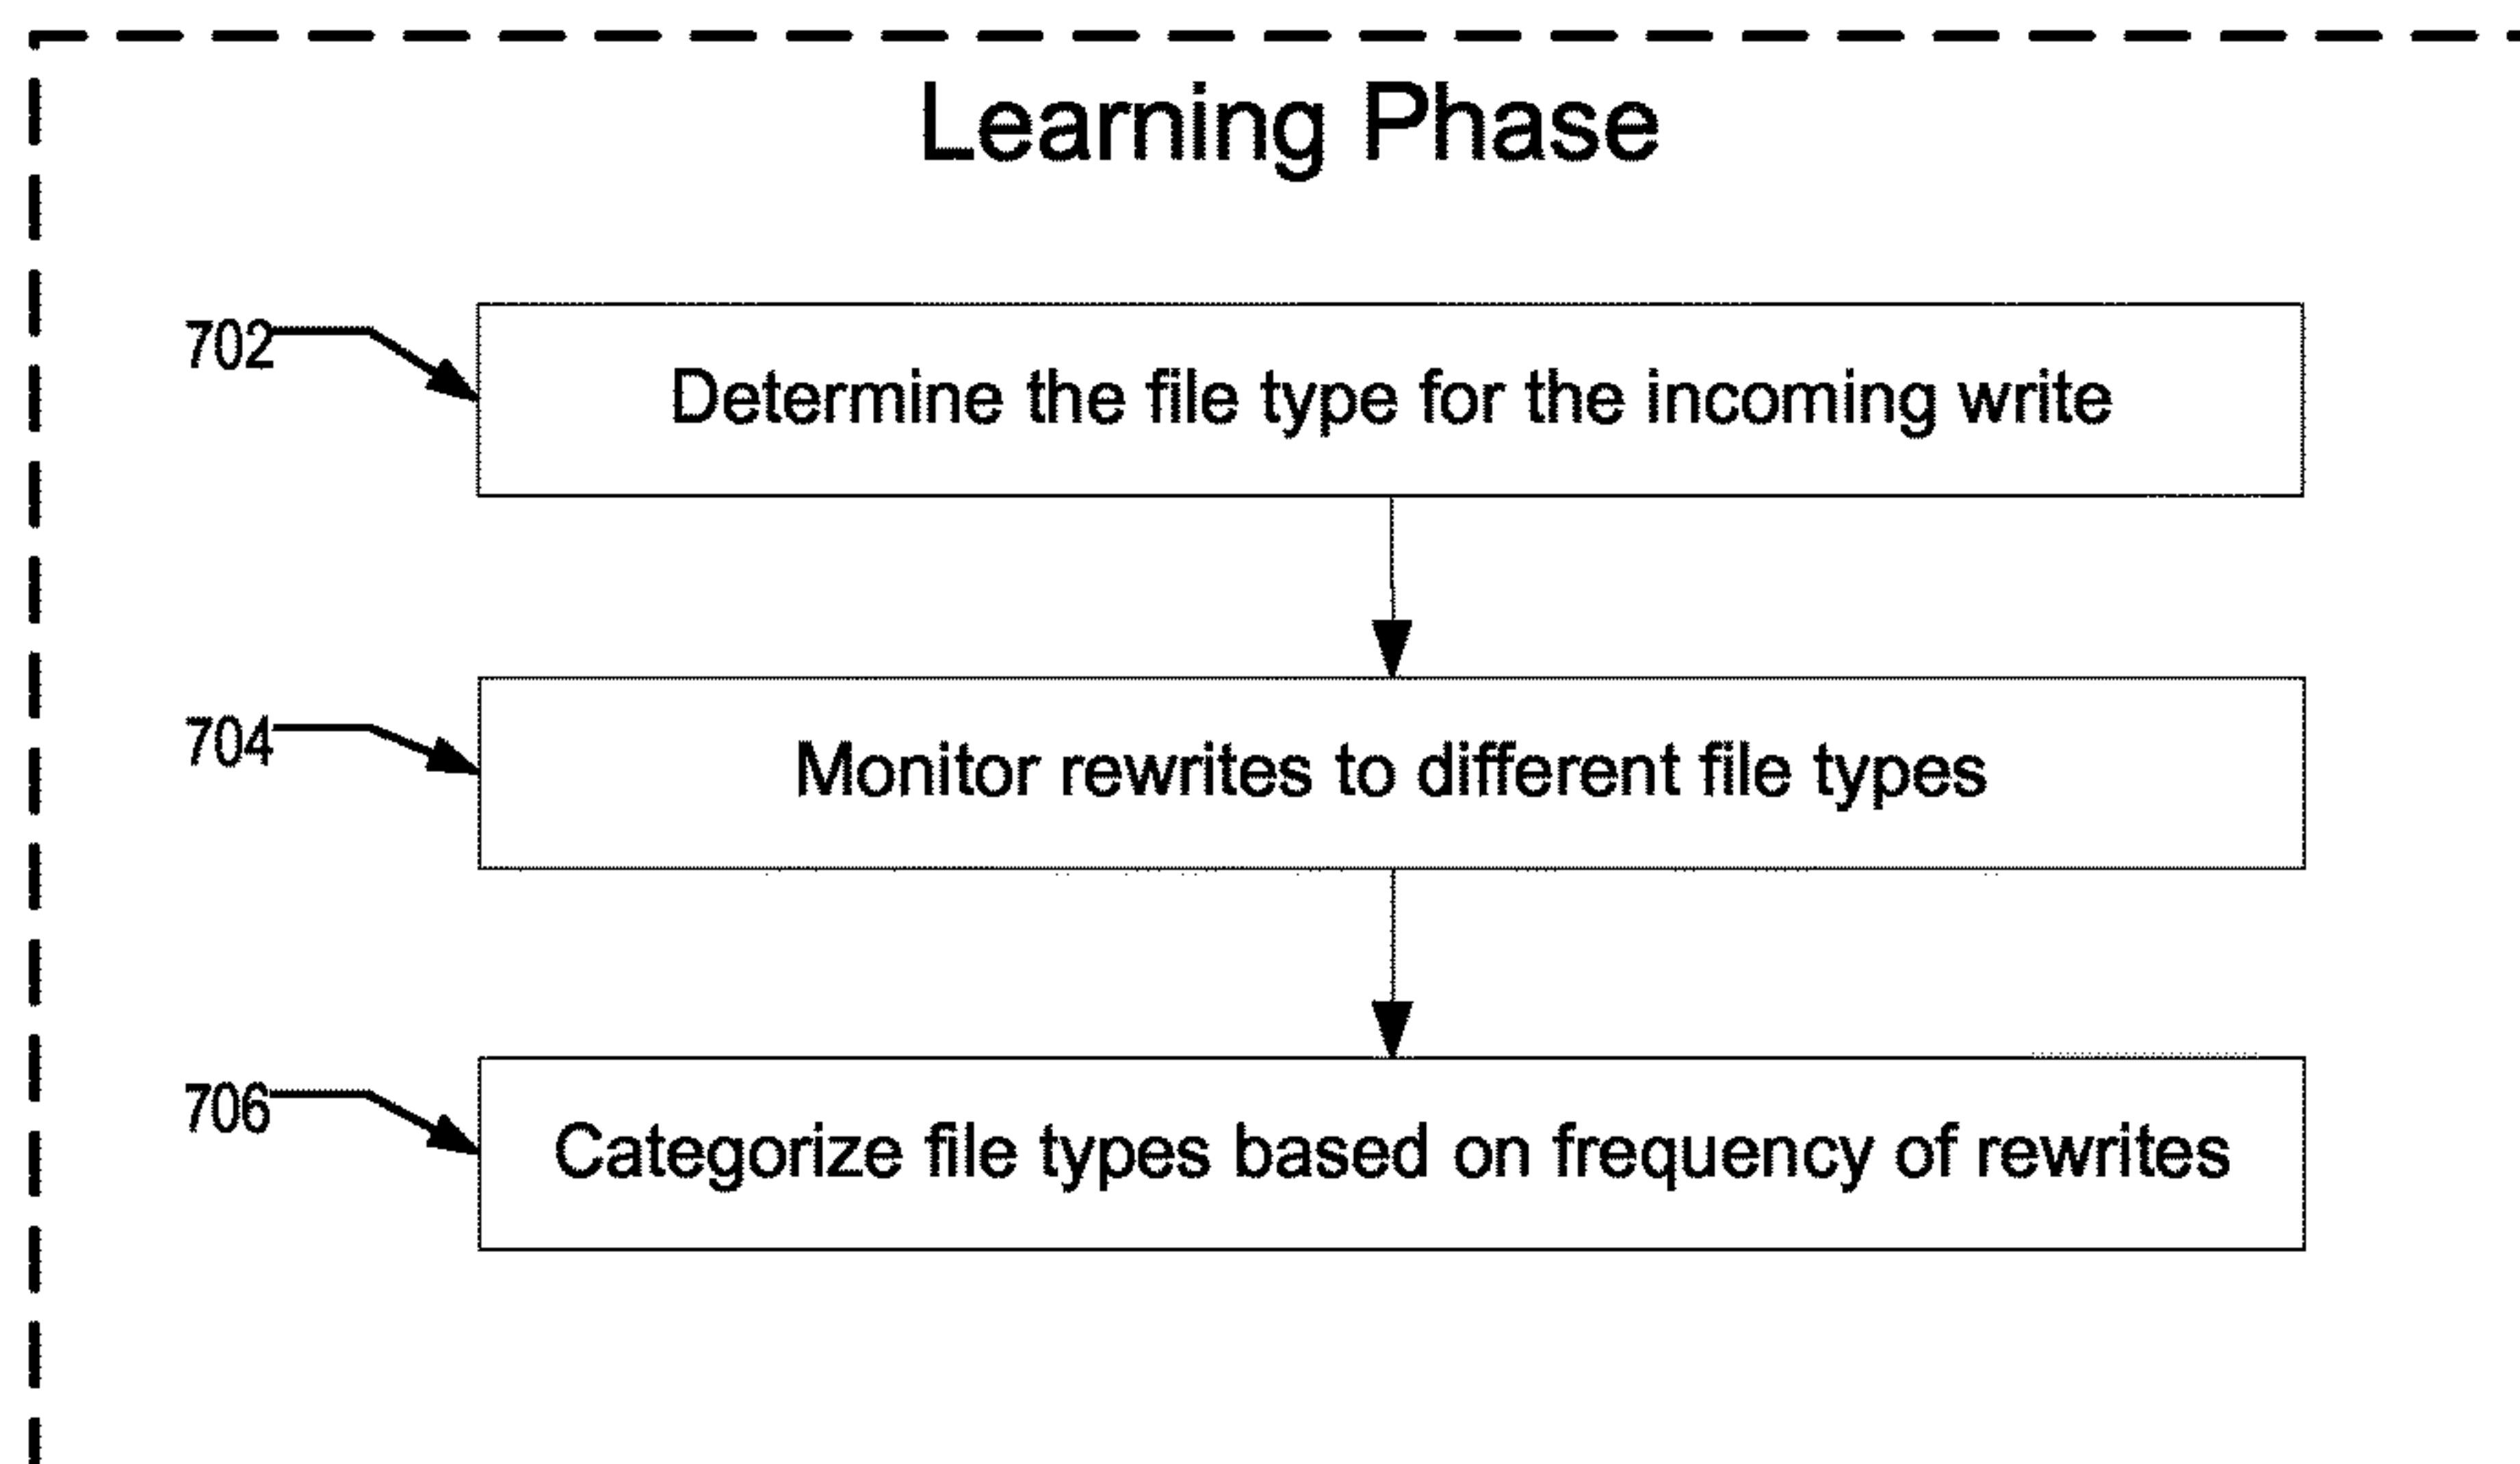 Learning Phase
702
Determine the file type for the incoming write
704
Monitor rewrites to different file types
706
Categorize file types based on frequency of rewrites